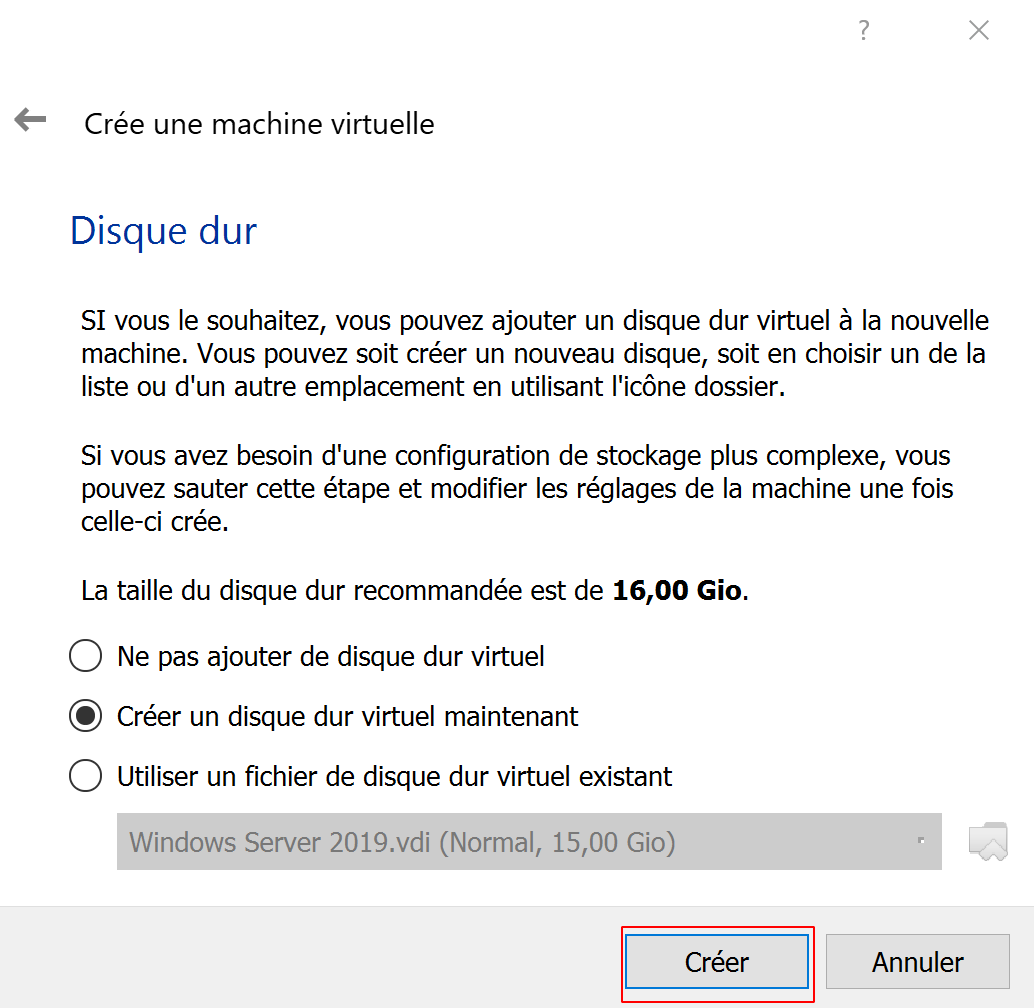 ?
Crée une machine virtuelle
Disque dur
SI vous le souhaitez, vous pouvez ajouter un disque dur virtuel à la nouvelle
machine. Vous pouvez soit créer un nouveau disque, soit en choisir un de la
liste ou d'un autre emplacement en utilisant l'icône dossier.
Si vous avez besoin d'une configuration de stockage plus complexe, vous
pouvez sauter cette étape et modifier les réglages de la machine une fois
celle-ci crée.
La taille du disque dur recommandée est de 16,00 Gio.
Ne pas ajouter de disque dur virtuel
Créer un disque dur virtuel maintenant
Utiliser un fichier de disque dur virtuel existant
Windows Server 2019.vdi (Normal, 15,00 Gio)
Créer
Annuler